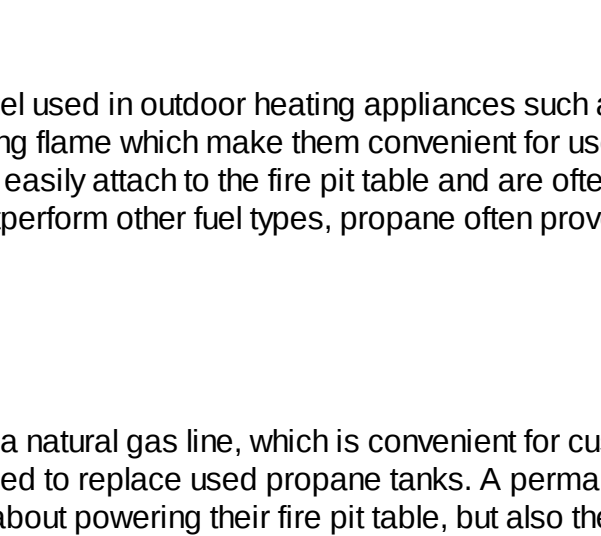 el used in outdoor heating appliances such a
ng flame which make them convenient for us
easily attach to the fire pit table and are ofte
perform other fuel types, propane often prov
a natural gas line, which is convenient for cu
ed to replace used propane tanks. A perma
about powering their fire pit table, but also the